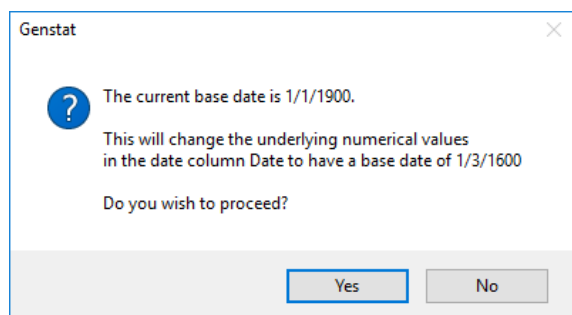 Genstat
The current base date is 1/1/1900.
This will change the underlying numerical values
in the date column Date to have a base date of 1/3/1600
Do you wish to proceed?
Yes
No